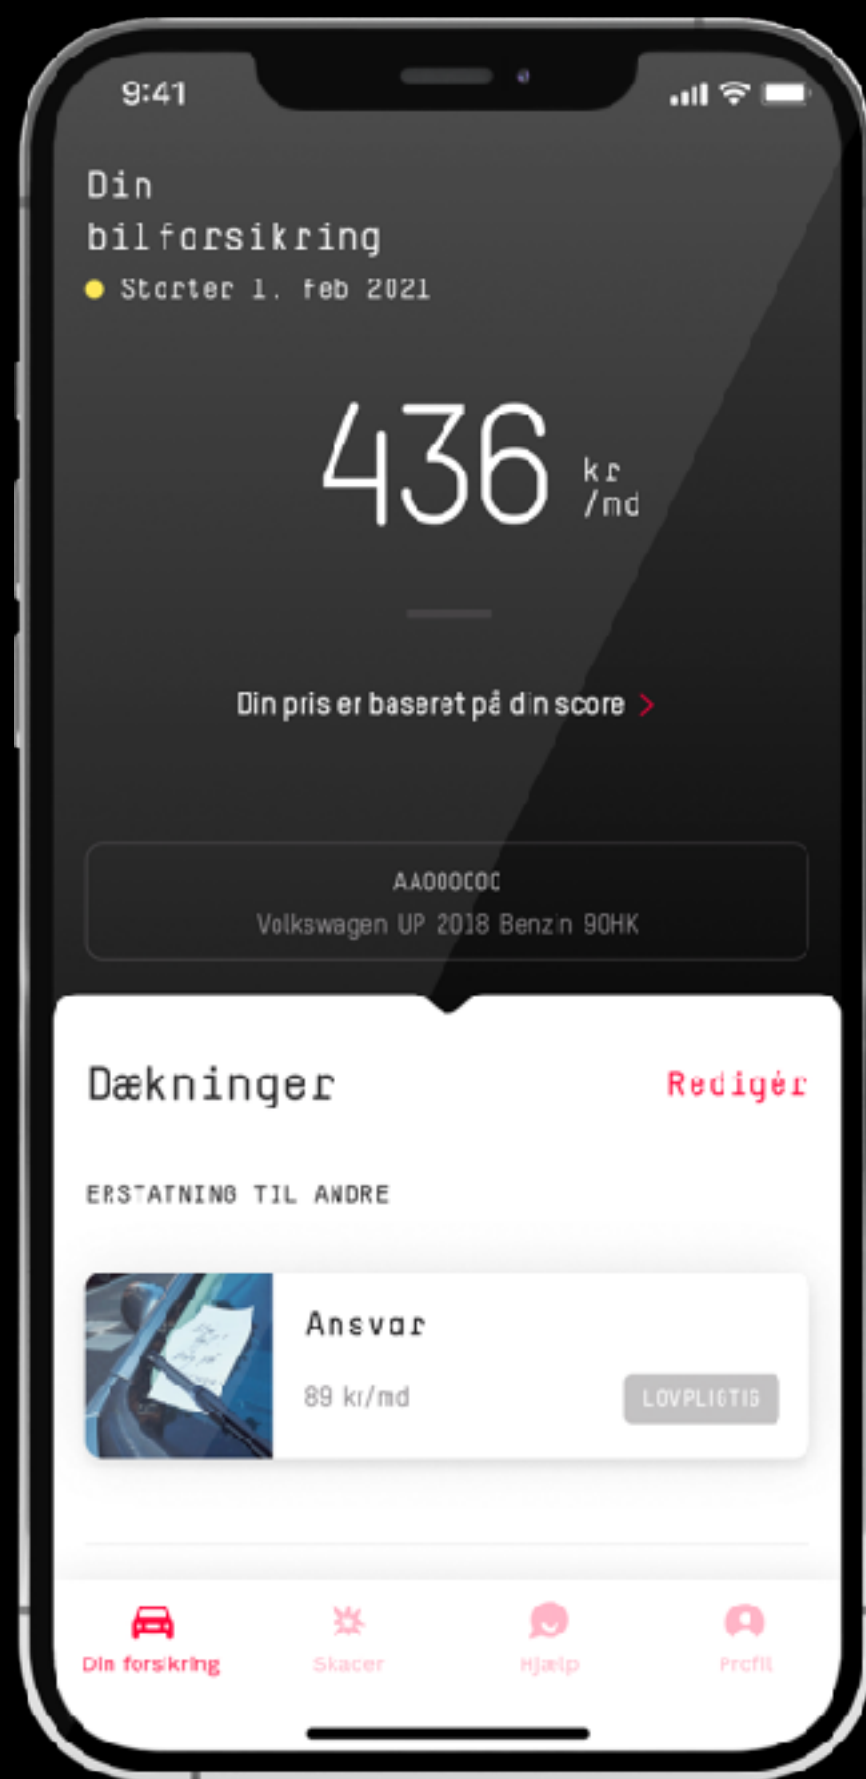 9:41
Din
bilforsikring
Starter 1. feb 2021
436 kr
/md
Din pris er baseret på din score >
AA00000
Volkswagen UP 2018 Benzin 90HK
Dækninger Redigér
ERSTATNING TIL ANDRE
Ansvar
89 kr/md LOVPLIGTIG
Din forsikring Skader Hjælp Profil